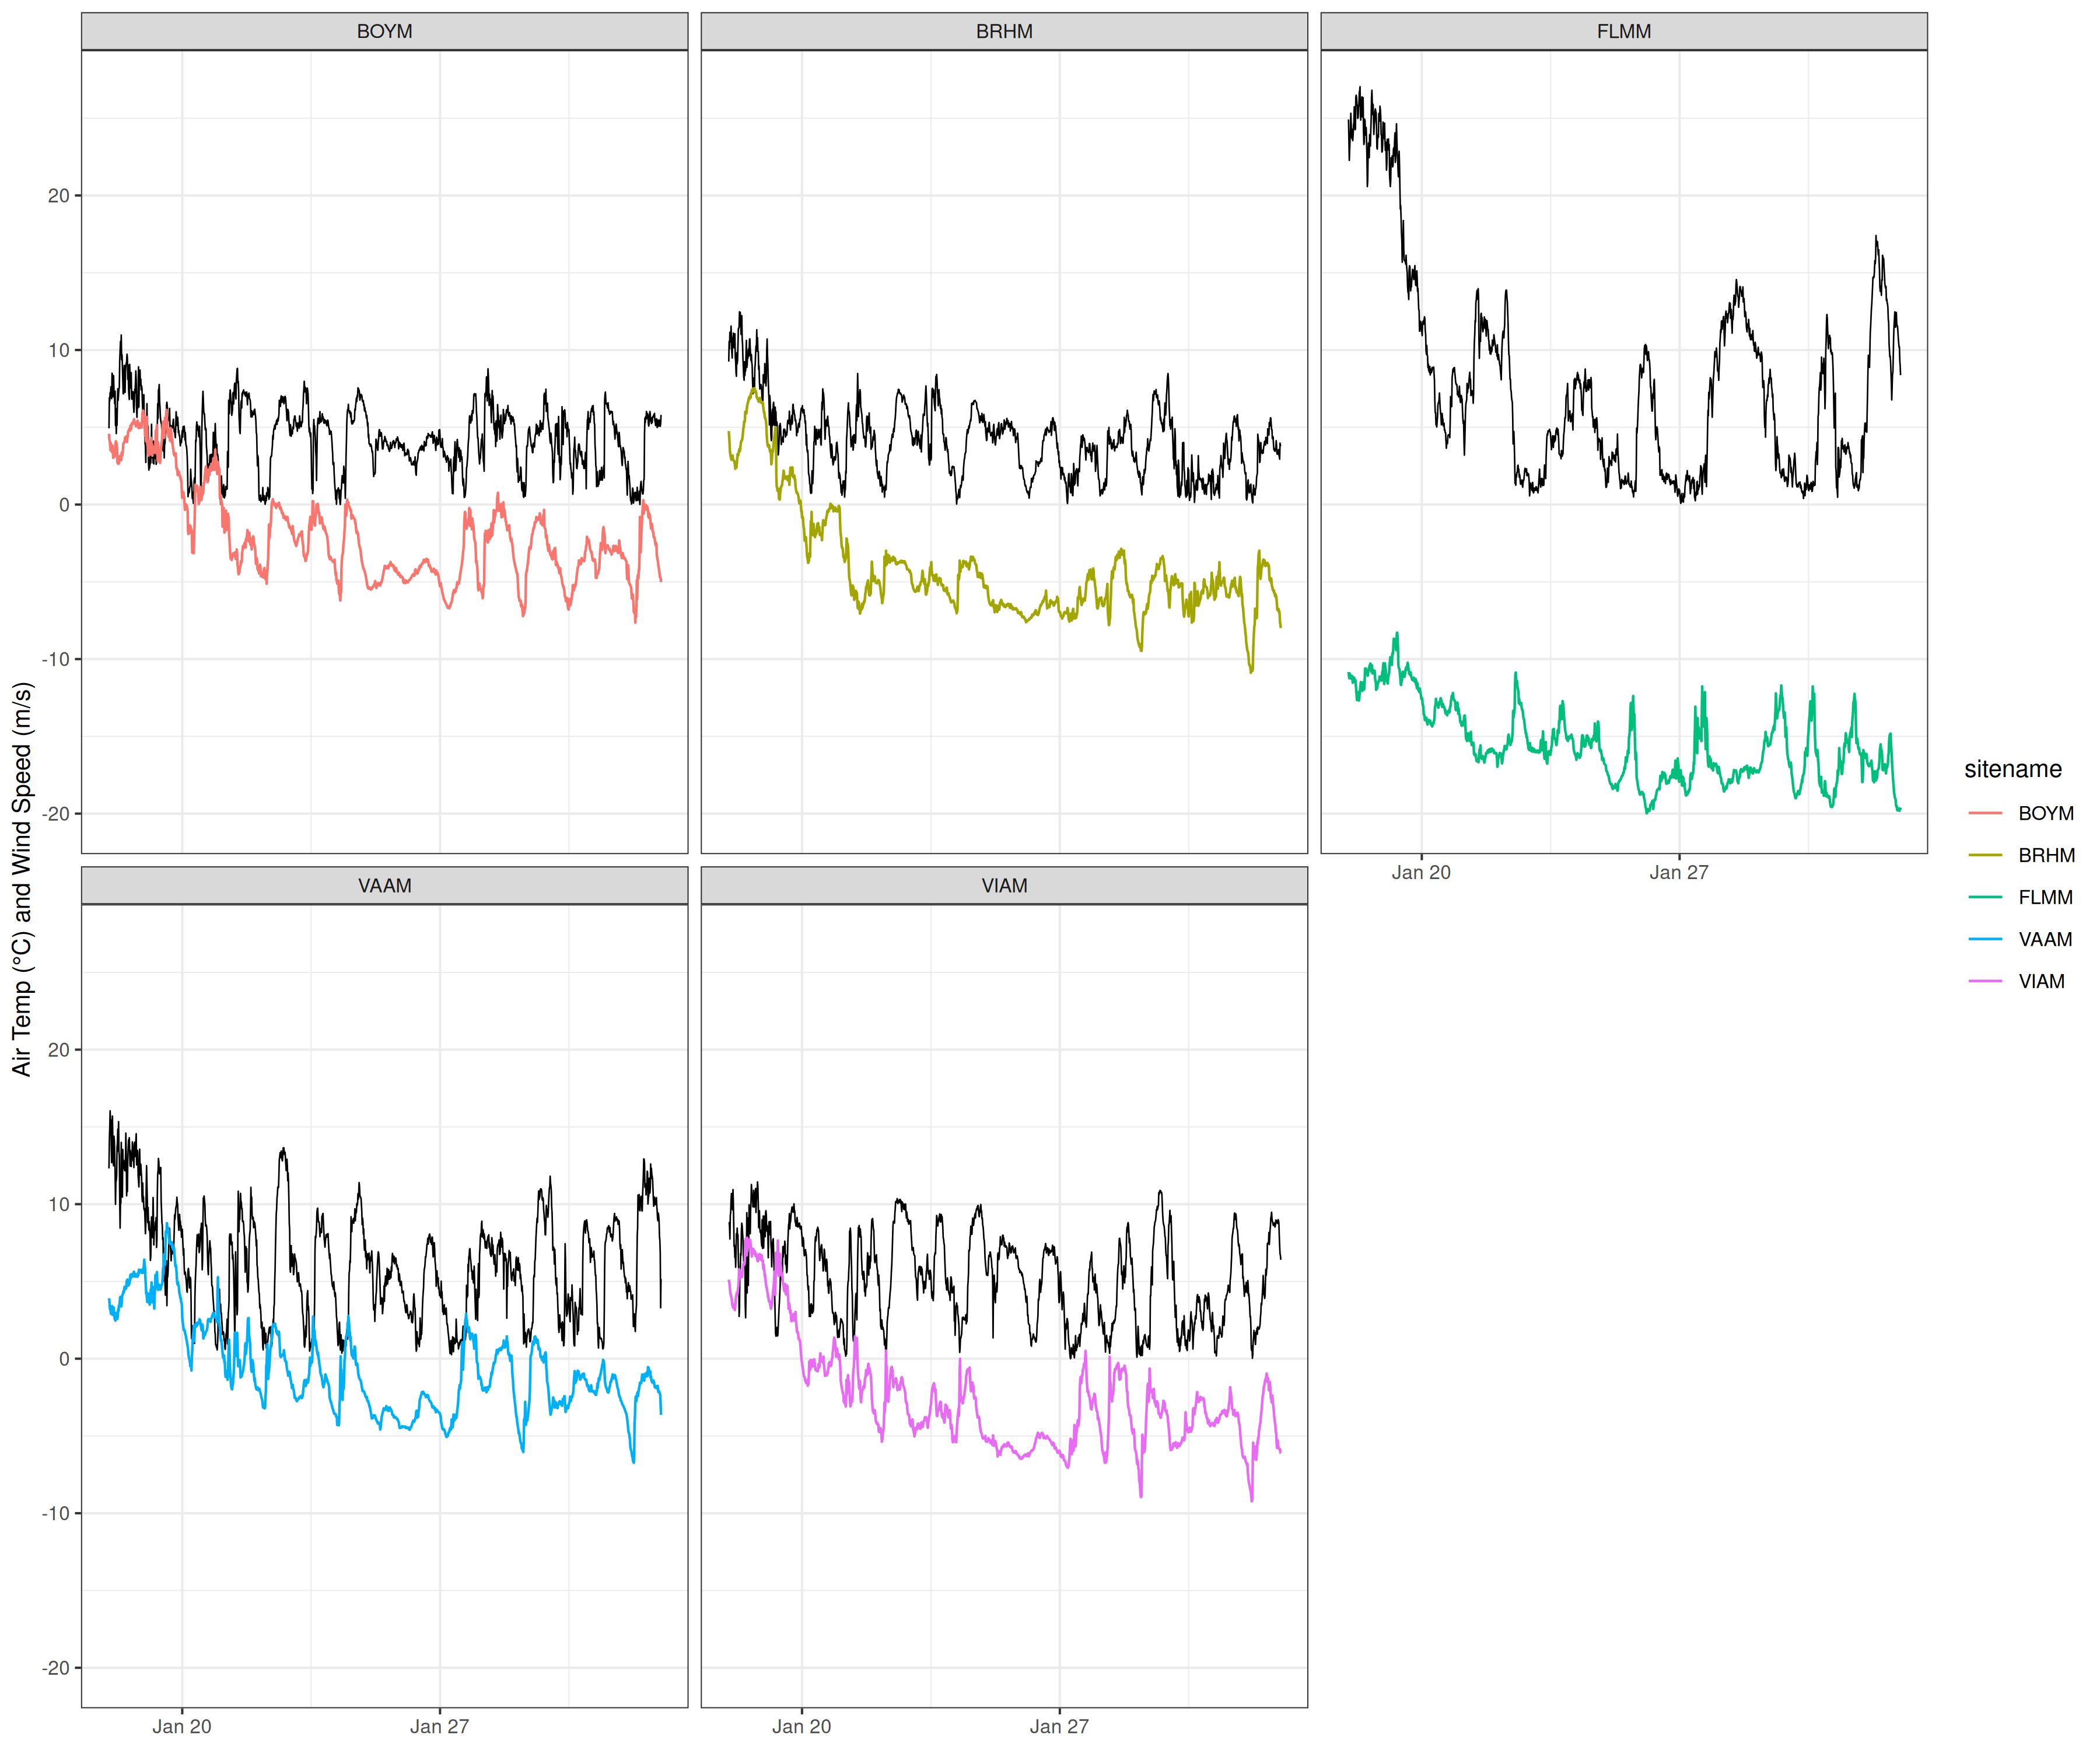 BOYM
BRHM
FLMM
20
10
0
-10
-20
Jan 20
Jan 27
VAAM
VIAM
20
10
0
-10
-20
Jan 20
Jan 27
Jan 20
Jan 27
Air Temp (°C) and Wind Speed (m/s)
sitename
BOYM
BRHM
FLMM
VAAM
VIAM